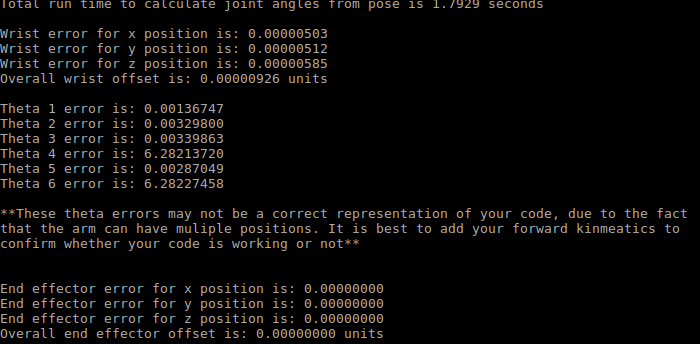 Total run time to calculate joint angles from pose is 1.7929 seconds
Wrist error for x position is: 0.00000503
Wrist error for y position is: 0.00000512
Wrist error for z position is: 0.00000585
Overall wrist offset is: 0.00000926 units
Theta 1 error is: 0.00136747
Theta 2 error is: 0.00329800
Theta 3 error is: 0.00339863
Theta 4 error is: 6.28213720
Theta 5 error is: 0.00287049
Theta 6 error is: 6.28227458
**These theta errors may not be a correct representation of your code, due to the fact
that the arm can have muliple positions. It is best to add your forward kinmeatics to
confirm whether your code is working or not**
End effector error for x position is: 0.00000000
End effector error for y position is: 0.00000000
End effector error for z position is: 0.00000000
Overall end effector offset is: 0.00000000 units